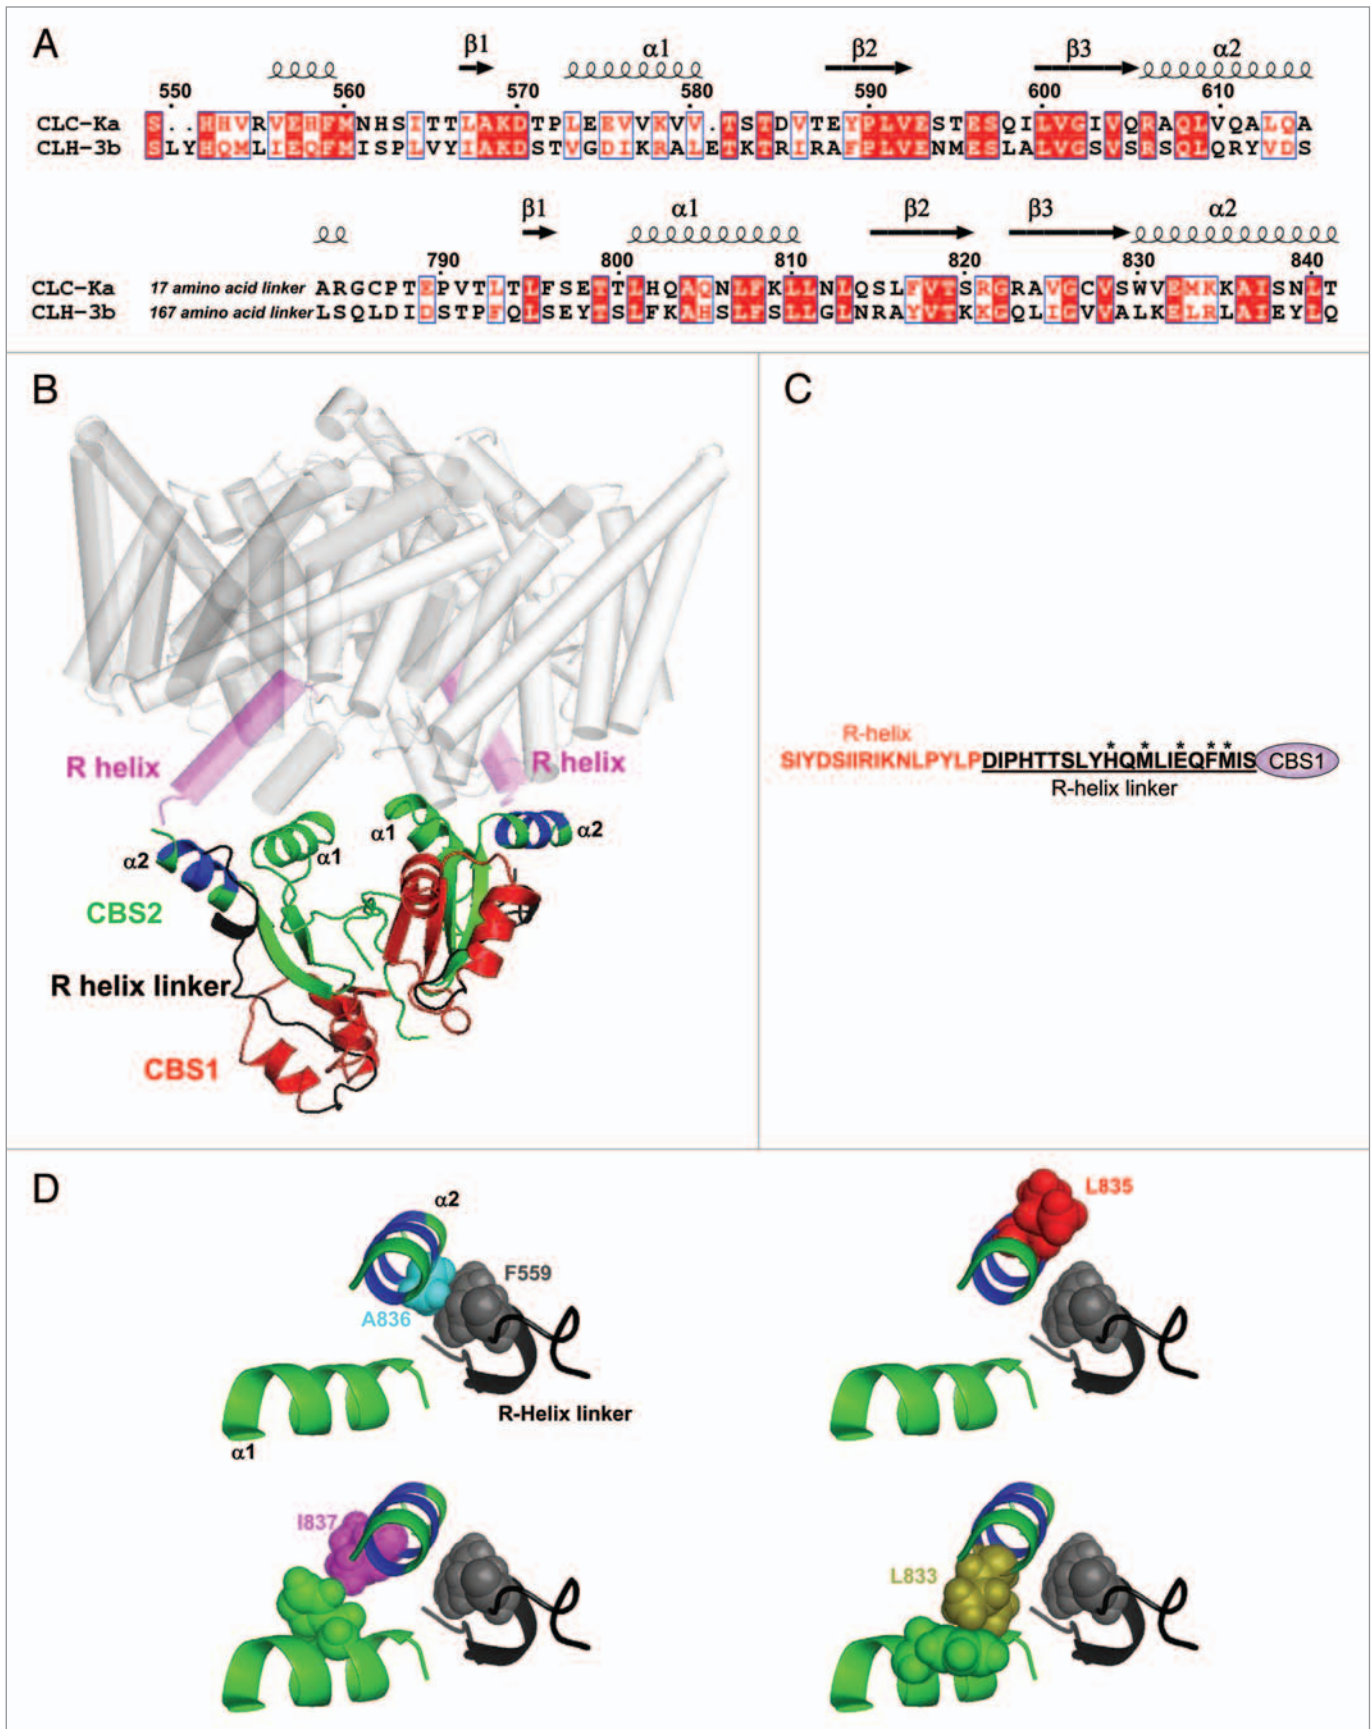 A
β1 α1 β2 β3 α2
550 560 570 580 590 600 610
CLC-Ka S..HHVRVEHFMNHSITTLAKDTPLEEVVKVV.TSTDVTEYPLVESTESQILVGIVQRAQLVQALQA
CLH-3b SLYHQMLIEQFMISPLVYIAKDSTVGDIKRALETKTRIRAFPLVENMESLALVGSVSRSQLQRYVDS
β1 α1 β2 β3 α2
790 800 810 820 830 840
CLC-Ka 17 amino acid linker ARGCPTEPVTLTLFSETTLHQAQNLFKLLNLQSLFVTSRGRAVGCVSWVEMKKAISNLT
CLH-3b 167 amino acid linker LSQLDIDSTPFQLSEYTSLFKAHSLFSLLGLNRAYVTKKGQLIGVVALKELRLAIEYLQ
B
R helix R helix
α1 α2
α2 α1
CBS2
R helix linker
CBS1
C
R-helix
* * * * *
SIYDSIIRIKNLPYLPDIPHTTSLYHQMLIEQFMIS CBS1
R-helix linker
D
α2
F559
A836
R-Helix linker
α1
L835
I837
L833